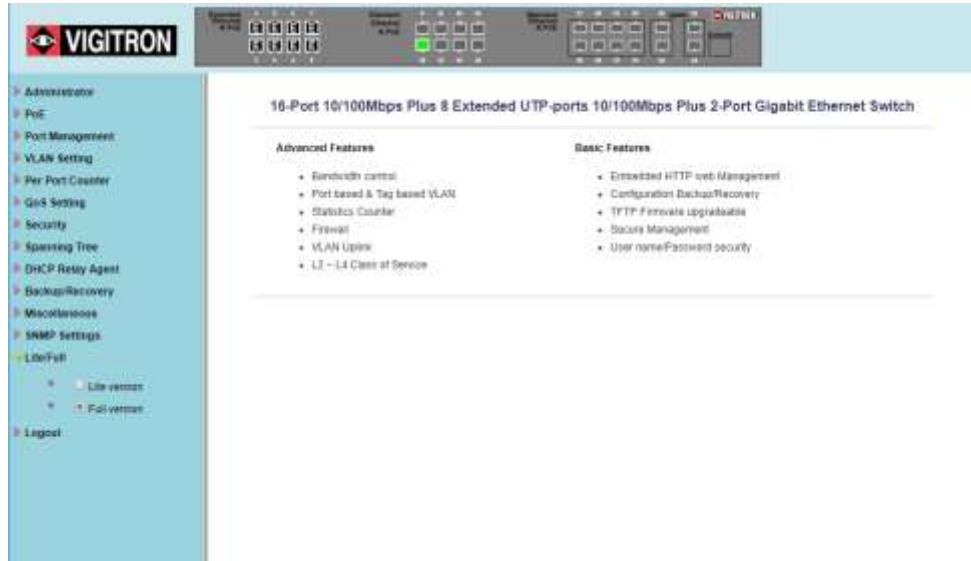 VIGITRON
Administrator
PoE
Port Management
VLAN Setting
Per Port Counter
QoS Setting
Security
Spanning Tree
DHCP Relay Agent
Backup/Recovery
Miscellaneous
SNMP Settings
Lite/Full
Lite version
Full version
Logout
16-Port 10/100Mbps Plus 8 Extended UTP-ports 10/100Mbps Plus 2-Port Gigabit Ethernet Switch
Advanced Features
Bandwidth control
Port based & Tag based VLAN
Statistics Counter
Firewall
VLAN Uplink
L2 – L4 Class of Service
Basic Features
Embedded HTTP web Management
Configuration Backup/Recovery
TFTP Firmware upgradeable
Secure Management
User name/Password security